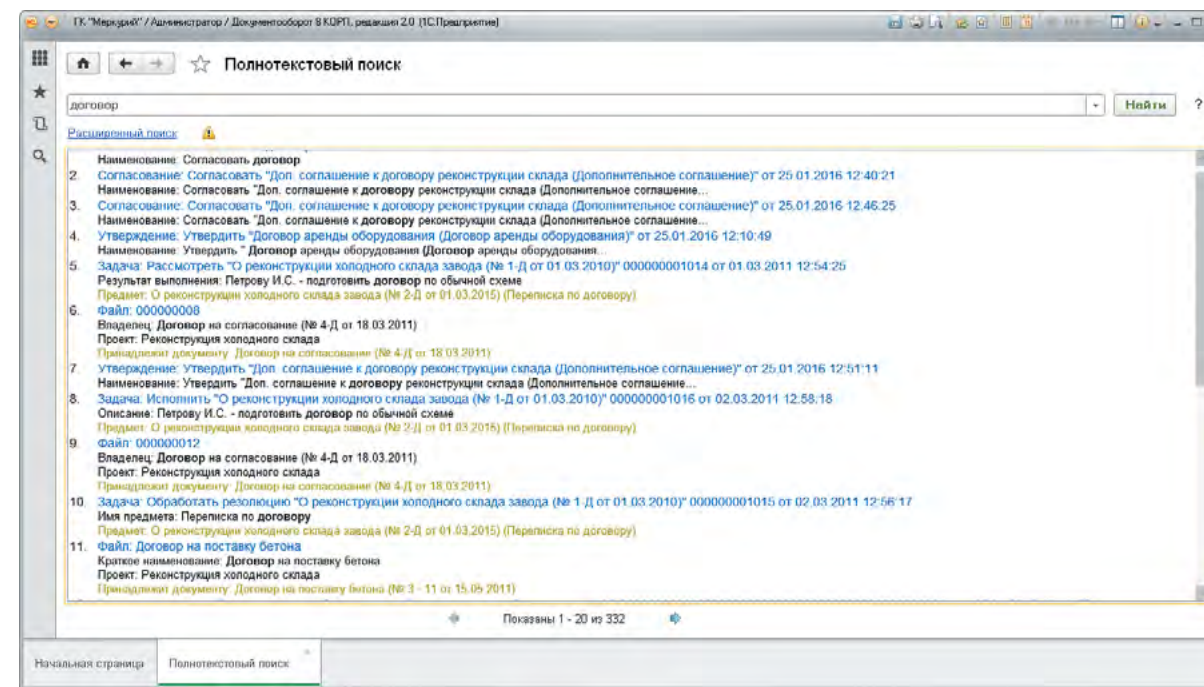 ГК "Меркурий" / Администратор / Документооборот 8 КОРП, редакция 2.0 (1С:Предприятие)
Полнотекстовый поиск
договор
Найти
?
Расширенный поиск
Наименование: Согласовать договор
2. Согласование: Согласовать "Доп. соглашение к договору реконструкции склада (Дополнительное соглашение)" от 25.01.2016 12:40:21
Наименование: Согласовать "Доп. соглашение к договору реконструкции склада (Дополнительное соглашение...
3. Согласование: Согласовать "Доп. соглашение к договору реконструкции склада (Дополнительное соглашение)" от 25.01.2016 12:46:25
Наименование: Согласовать "Доп. соглашение к договору реконструкции склада (Дополнительное соглашение...
4. Утверждение: Утвердить "Договор аренды оборудования (Договор аренды оборудования)" от 25.01.2016 12:10:49
Наименование: Утвердить " Договор аренды оборудования (Договор аренды оборудования...
5. Задача: Рассмотреть "О реконструкции холодного склада завода (№ 1-Д от 01.03.2010)" 000000001014 от 01.03.2011 12:54:25
Результат выполнения: Петрову И.С. - подготовить договор по обычной схеме
Предмет: О реконструкции холодного склада завода (№ 2-Д от 01.03.2015) (Переписка по договору)
6. Файл: 000000008
Владелец: Договор на согласование (№ 4-Д от 18.03.2011)
Проект: Реконструкция холодного склада
Принадлежит документу: Договор на согласование (№ 4-Д от 18.03.2011)
7. Утверждение: Утвердить "Доп. соглашение к договору реконструкции склада (Дополнительное соглашение)" от 25.01.2016 12:51:11
Наименование: Утвердить "Доп. соглашение к договору реконструкции склада (Дополнительное соглашение...
8. Задача: Исполнить "О реконструкции холодного склада завода (№ 1-Д от 01.03.2010)" 000000001016 от 02.03.2011 12:58:18
Описание: Петрову И.С. - подготовить договор по обычной схеме
Предмет: О реконструкции холодного склада завода (№ 2-Д от 01.03.2015) (Переписка по договору)
9. Файл: 000000012
Владелец: Договор на согласование (№ 4-Д от 18.03.2011)
Проект: Реконструкция холодного склада
Принадлежит документу: Договор на согласование (№ 4-Д от 18.03.2011)
10. Задача: Обработать резолюцию "О реконструкции холодного склада завода (№ 1-Д от 01.03.2010)" 000000001015 от 02.03.2011 12:56:17
Имя предмета: Переписка по договору
Предмет: О реконструкции холодного склада завода (№ 2-Д от 01.03.2015) (Переписка по договору)
11. Файл: Договор на поставку бетона
Краткое наименование: Договор на поставку бетона
Проект: Реконструкция холодного склада
Принадлежит документу: Договор на поставку бетона (№ 3 - 11 от 15.05.2011)
Показаны 1 - 20 из 332
Начальная страница
Полнотекстовый поиск